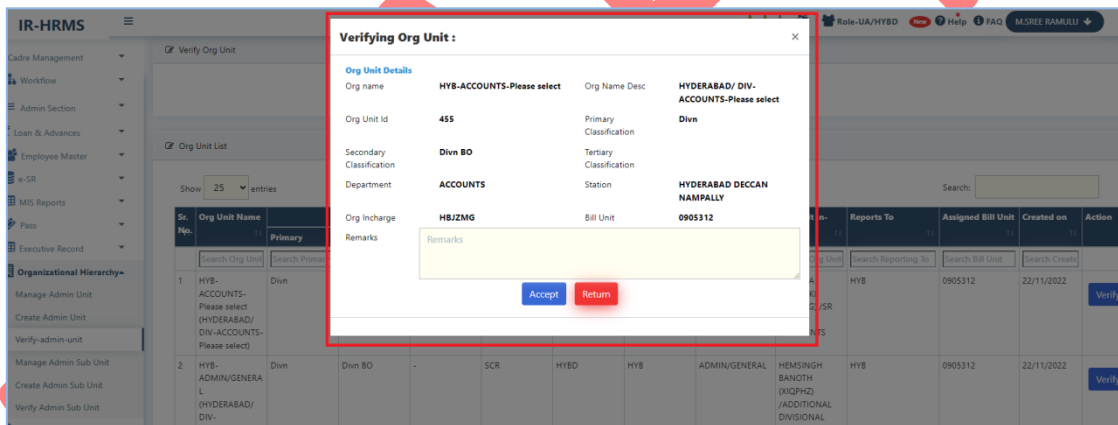 IR-HRMS
Role-UA/HYBD New Help FAQ M.SREE RAMULU
Cadre Management
Workflow
Admin Section
Loan & Advances
Employee Master
e-SR
MIS Reports
Pass
Executive Record
Organizational Hierarchy
Manage Admin Unit
Create Admin Unit
Verify-admin-unit
Manage Admin Sub Unit
Create Admin Sub Unit
Verify Admin Sub Unit
Verify Org Unit
Org Unit List
Show 25 entries
Search:
Verifying Org Unit :
×
Org Unit Details
Org name HYB-ACCOUNTS-Please select Org Name Desc HYDERABAD/ DIV-
ACCOUNTS-Please select
Org Unit Id 455 Primary Divn
Classification
Secondary Divn BO Tertiary
Classification Classification
Department ACCOUNTS Station HYDERABAD DECCAN
NAMPALLY
Org Incharge HBJZMG Bill Unit 0905312
Remarks Remarks
Accept Return
Sr. Org Unit Name Reports To Assigned Bill Unit Created on Action
No. Primary
Search Org Unit Search Primar Search Reporting To Search Bill Unit Search Create
1 HYB- Divn HYB 0905312 22/11/2022
ACCOUNTS- Verify
Please select
(HYDERABAD/
DIV-ACCOUNTS-
Please select)
2 HYB- Divn Divn BO - SCR HYBD HYB ADMIN/GENERAL HEMSINGH HYB 0905312 22/11/2022
ADMIN/GENERA BANOTH Verify
L (XIQPHZ)
(HYDERABAD/ /ADDITIONAL
DIV- DIVISIONAL